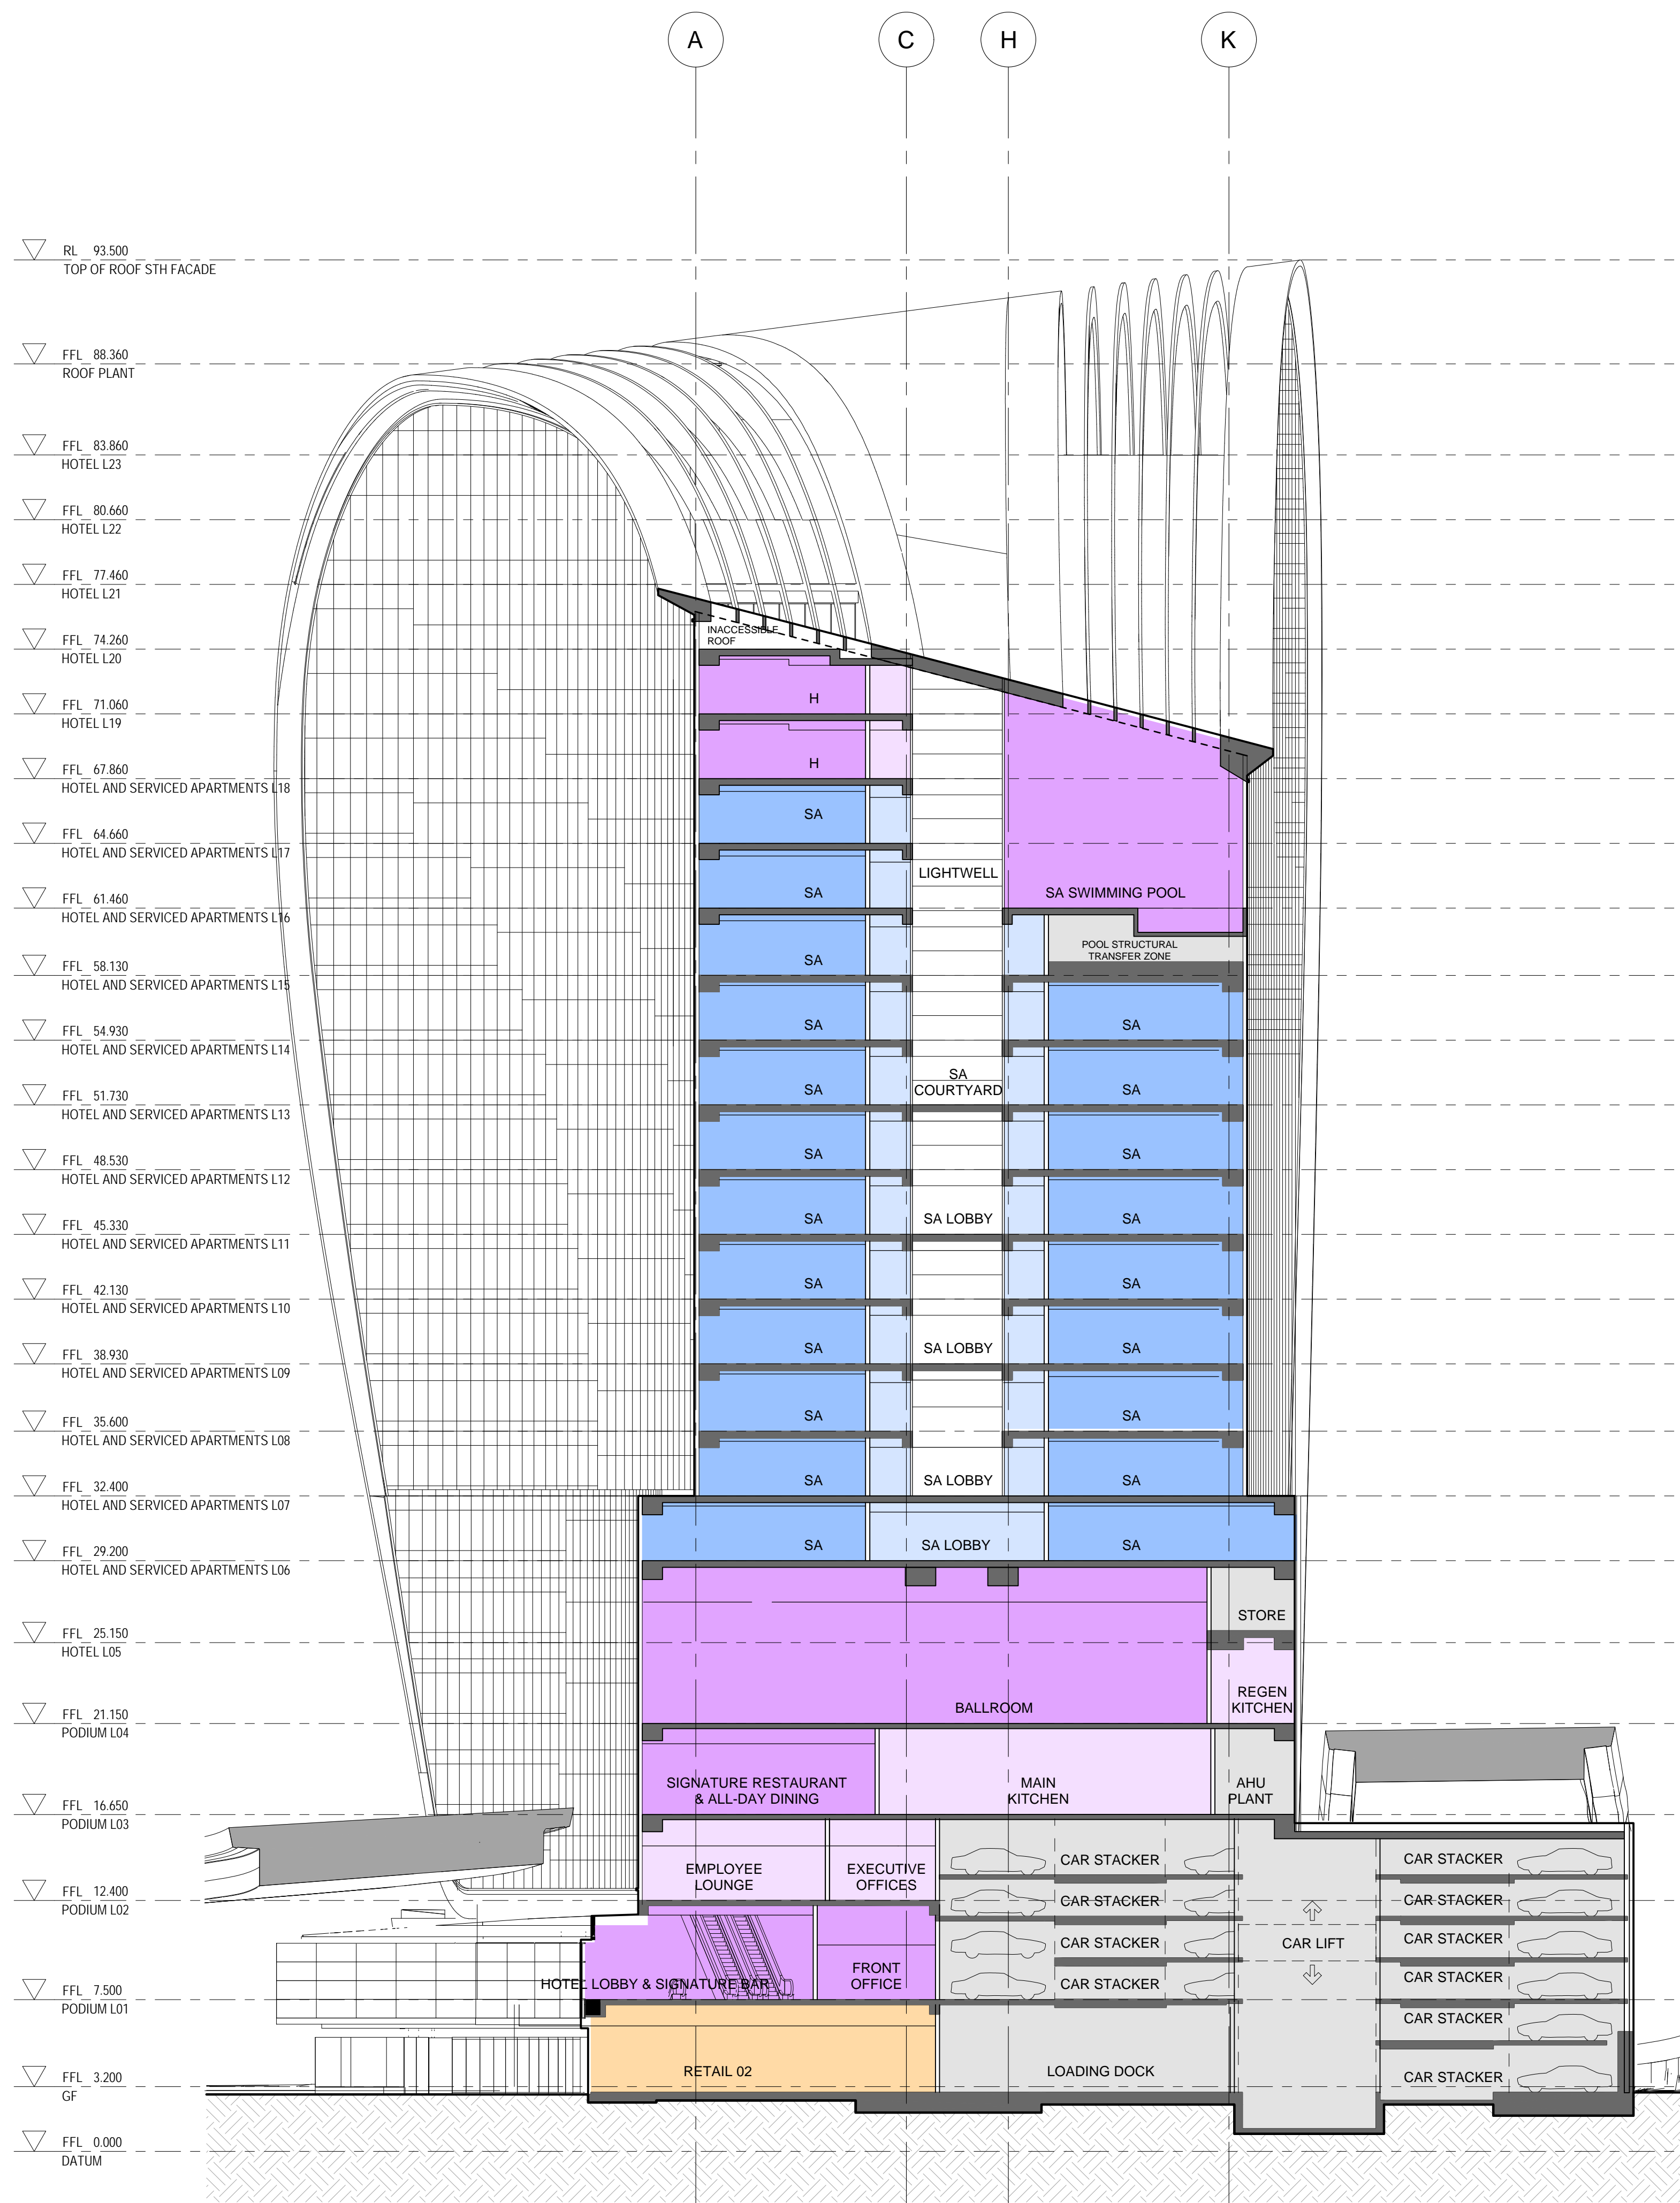 A C H K
RL 93.500
TOP OF ROOF STH FACADE
FFL 88.360
ROOF PLANT
FFL 83.860
HOTEL L23
FFL 80.660
HOTEL L22
FFL 77.460
HOTEL L21
INACCESSIBLE
ROOF
FFL 74.260
HOTEL L20
H
FFL 71.060
HOTEL L19
H
FFL 67.860
HOTEL AND SERVICED APARTMENTS L18
SA
FFL 64.660
HOTEL AND SERVICED APARTMENTS L17
LIGHTWELL
SA
SA SWIMMING POOL
FFL 61.460
HOTEL AND SERVICED APARTMENTS L16
POOL STRUCTURAL
TRANSFER ZONE
SA
FFL 58.130
HOTEL AND SERVICED APARTMENTS L15
SA SA
FFL 54.930
HOTEL AND SERVICED APARTMENTS L14
SA
COURTYARD
SA SA
FFL 51.730
HOTEL AND SERVICED APARTMENTS L13
SA SA
FFL 48.530
HOTEL AND SERVICED APARTMENTS L12
SA SA LOBBY SA
FFL 45.330
HOTEL AND SERVICED APARTMENTS L11
SA SA
FFL 42.130
HOTEL AND SERVICED APARTMENTS L10
SA SA LOBBY SA
FFL 38.930
HOTEL AND SERVICED APARTMENTS L09
SA SA
FFL 35.600
HOTEL AND SERVICED APARTMENTS L08
SA SA LOBBY SA
FFL 32.400
HOTEL AND SERVICED APARTMENTS L07
SA SA LOBBY SA
FFL 29.200
HOTEL AND SERVICED APARTMENTS L06
STORE
FFL 25.150
HOTEL L05
BALLROOM
REGEN
KITCHEN
FFL 21.150
PODIUM L04
SIGNATURE RESTAURANT
& ALL-DAY DINING
MAIN
KITCHEN
AHU
PLANT
FFL 16.650
PODIUM L03
EMPLOYEE
LOUNGE
EXECUTIVE
OFFICES
CAR STACKER CAR STACKER
CAR STACKER CAR STACKER
FFL 12.400
PODIUM L02
CAR STACKER CAR LIFT CAR STACKER
HOTEL LOBBY & SIGNATURE BAR
FRONT
OFFICE
CAR STACKER CAR STACKER
FFL 7.500
PODIUM L01
CAR STACKER
RETAIL 02 LOADING DOCK CAR STACKER
FFL 3.200
GF
FFL 0.000
DATUM